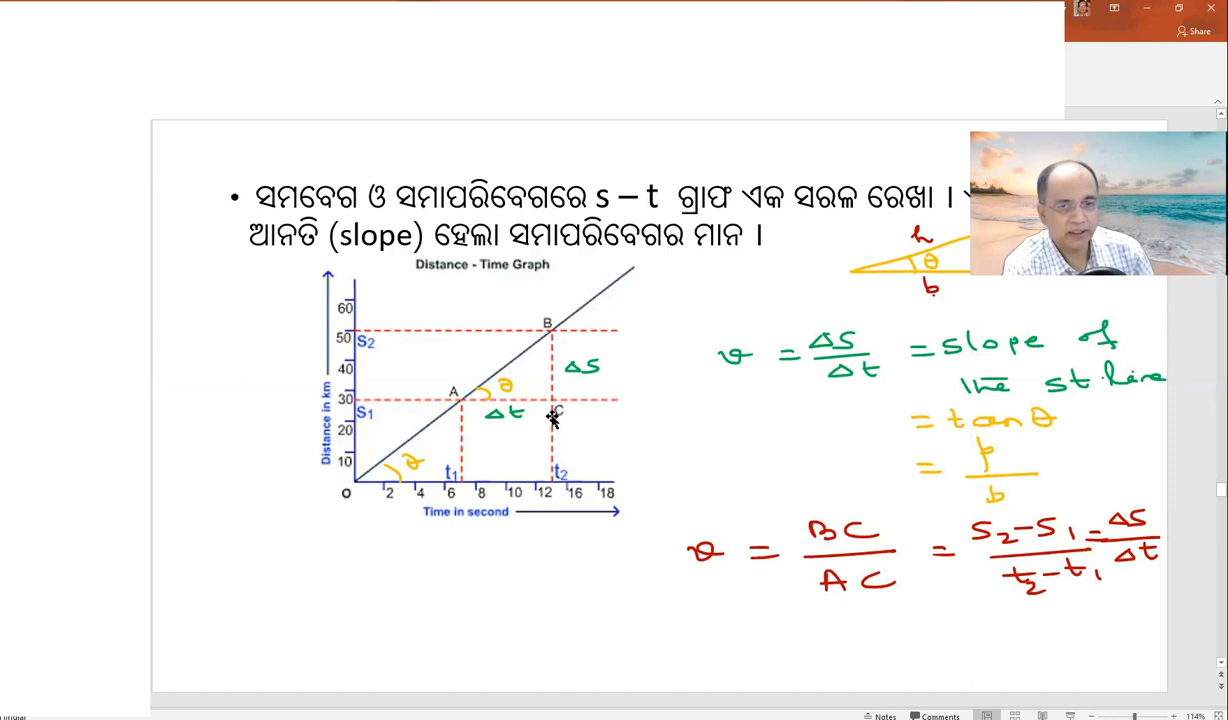 Share
• ସମବେଗ ଓ ସମାପରିବେଗରେ s – t ଗ୍ରାଫ ଏକ ସରଳ ରେଖା ।
ଆନତି (slope) ହେଲା ସମାପରିବେଗର ମାନ ।
h
θ
b
Distance - Time Graph
Distance in km
60
50
40
30
20
10
O
S2
S1
A
B
C
θ
θ
Δs
Δt
t1
t2
2 4 6 8 10 12 16 18
Time in second
v = Δs/Δt = slope of
the st. line
= tan θ
= p/b
v = BC/AC = S2-S1/t2-t1 = Δs/Δt
Notes Comments 114%